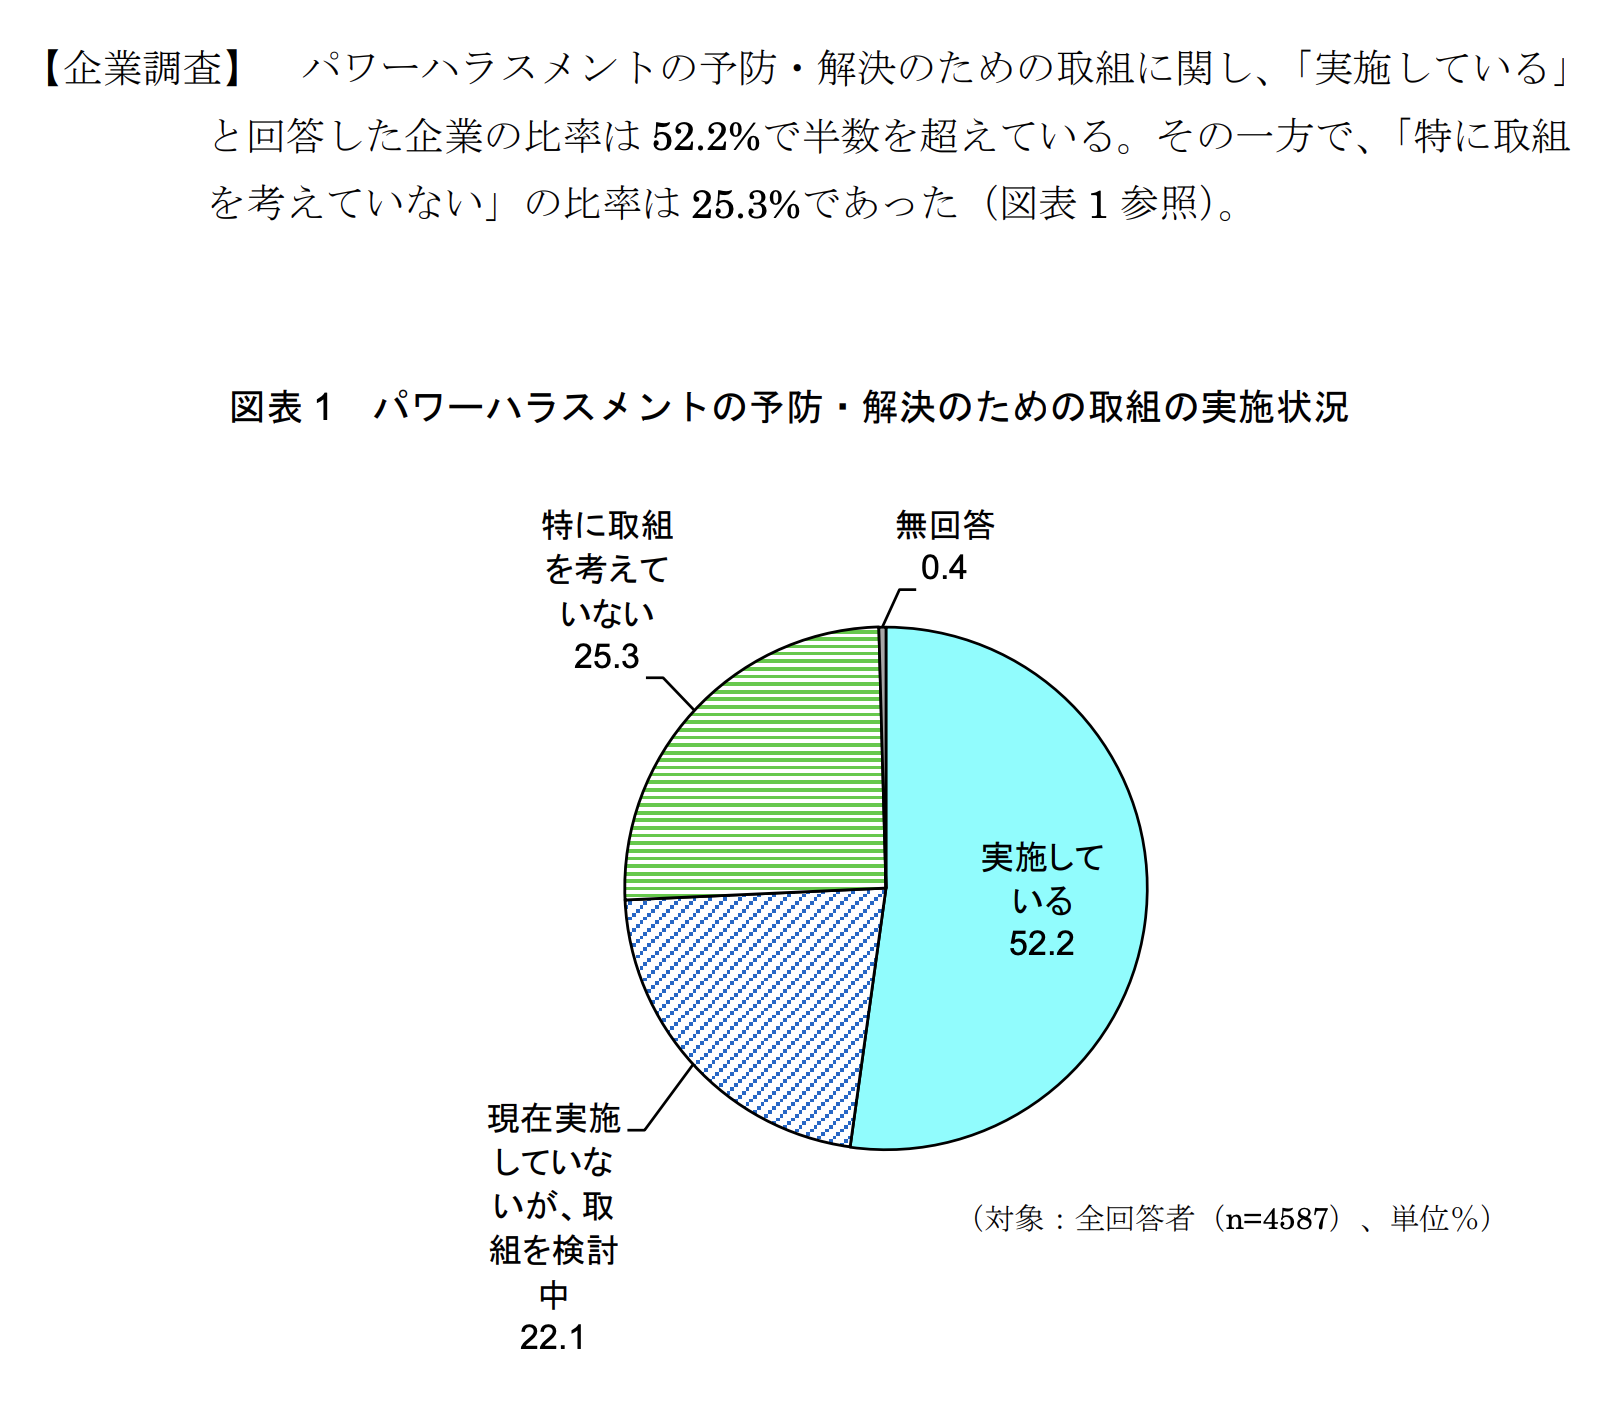 【企業調査】　パワーハラスメントの予防・解決のための取組に関し、「実施している」
と回答した企業の比率は 52.2%で半数を超えている。その一方で、「特に取組
を考えていない」の比率は 25.3%であった（図表 1 参照）。
図表 1　パワーハラスメントの予防・解決のための取組の実施状況
特に取組
を考えて
いない
25.3
無回答
0.4
実施して
いる
52.2
現在実施
していな
いが、取
組を検討
中
22.1
（対象：全回答者（n=4587）、単位%）